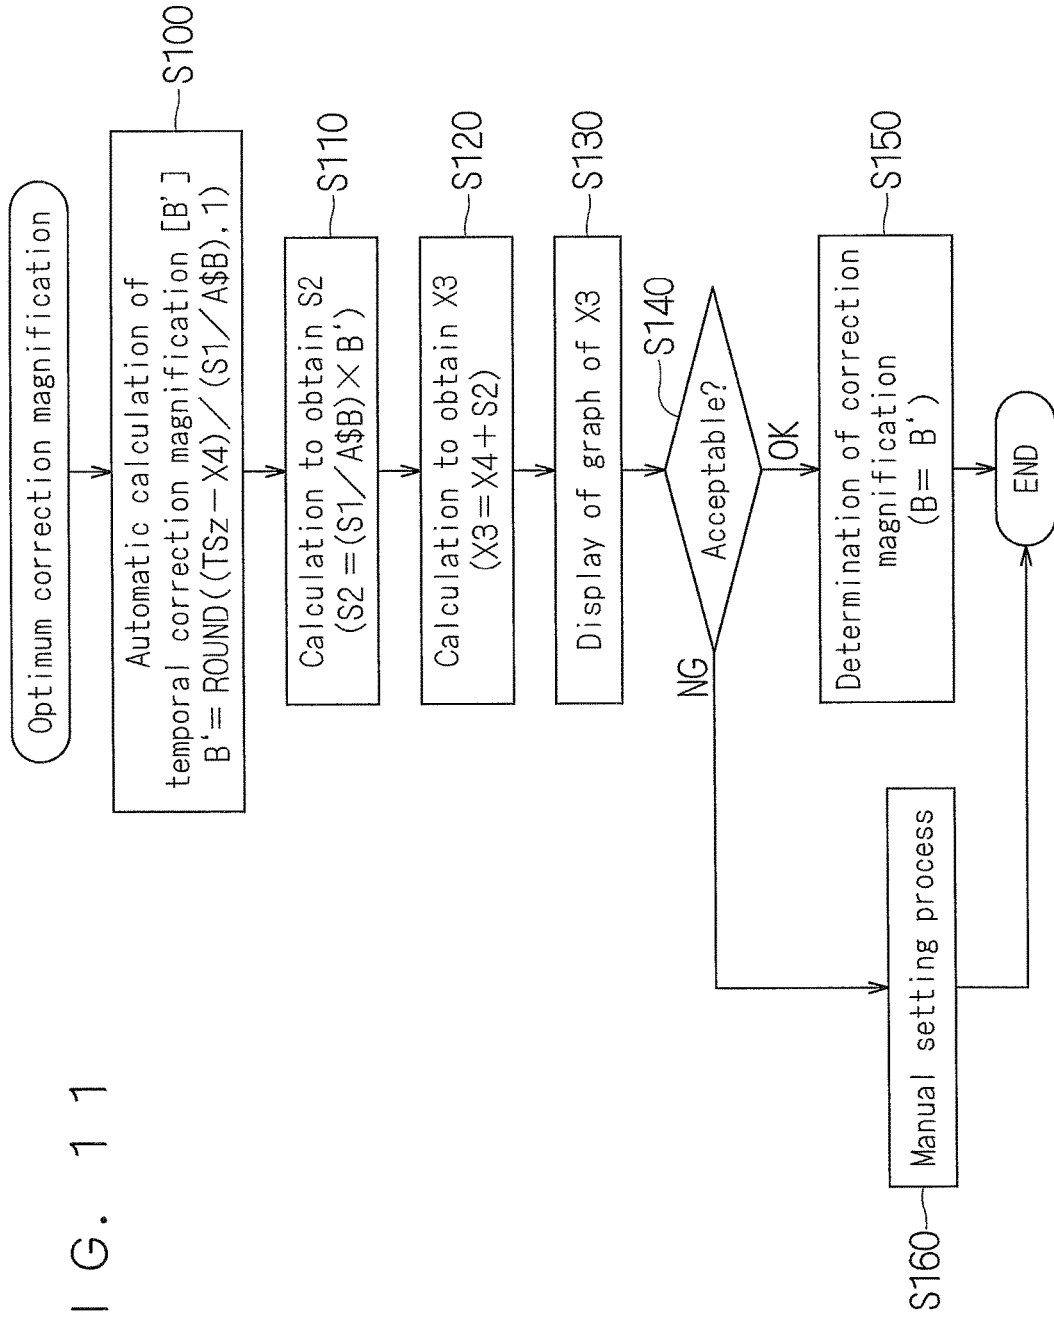 IG. 11
Optimum correction magnification
Automatic calculation of
temporal correction magnification [B' ]
B‘= ROUND((TSz-X4)/(S1/A$B), 1)
S100
Calculation to obtain S2
(S2=(S1/A$B)×B‘)
S110
Calculation to obtain X3
(X3=X4+S2)
S120
Display of graph of X3
S130
Acceptable?
S140
NG
OK
Determination of correction
magnification
(B= B‘)
S150
Manual setting process
S160
END